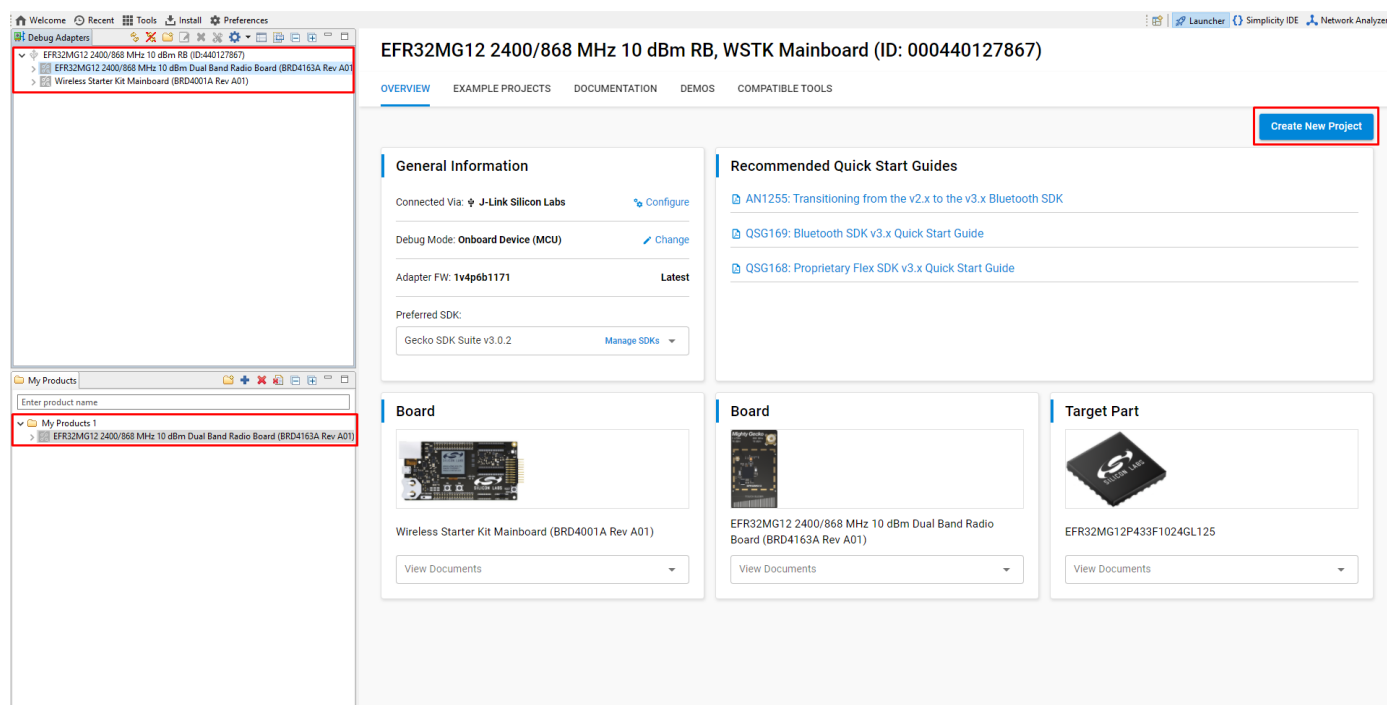 Welcome Recent Tools Install Preferences
Launcher Simplicity IDE Network Analyzer
Debug Adapters
EFR32MG12 2400/868 MHz 10 dBm RB (ID:440127867)
EFR32MG12 2400/868 MHz 10 dBm Dual Band Radio Board (BRD4163A Rev A01
Wireless Starter Kit Mainboard (BRD4001A Rev A01)
My Products
Enter product name
My Products 1
EFR32MG12 2400/868 MHz 10 dBm Dual Band Radio Board (BRD4163A Rev A01)
EFR32MG12 2400/868 MHz 10 dBm RB, WSTK Mainboard (ID: 000440127867)
OVERVIEW EXAMPLE PROJECTS DOCUMENTATION DEMOS COMPATIBLE TOOLS
Create New Project
General Information
Connected Via: J-Link Silicon Labs Configure
Debug Mode: Onboard Device (MCU) Change
Adapter FW: 1v4p6b1171 Latest
Preferred SDK:
Gecko SDK Suite v3.0.2 Manage SDKs
Recommended Quick Start Guides
AN1255: Transitioning from the v2.x to the v3.x Bluetooth SDK
QSG169: Bluetooth SDK v3.x Quick Start Guide
QSG168: Proprietary Flex SDK v3.x Quick Start Guide
Board
SILICON LABS
Wireless Starter Kit Mainboard (BRD4001A Rev A01)
View Documents
Board
Mighty Gecko
EFR32MG12 2400/868 MHz 10 dBm Dual Band Radio
Board (BRD4163A Rev A01)
View Documents
Target Part
SILICON LABS
EFR32MG12P433F1024GL125
View Documents